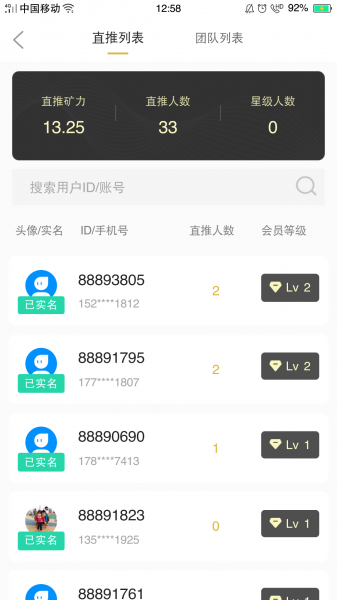 中国移动 12:58 92%
直推列表 团队列表
直推矿力 直推人数 星级人数
13.25 33 0
搜索用户ID/账号
头像/实名 ID/手机号 直推人数 会员等级
88893805
已实名 152****1812 2 Lv 2
88891795
已实名 177****1807 2 Lv 2
88890690
已实名 178****7413 1 Lv 1
88891823
已实名 135****1925 0 Lv 1
88891761